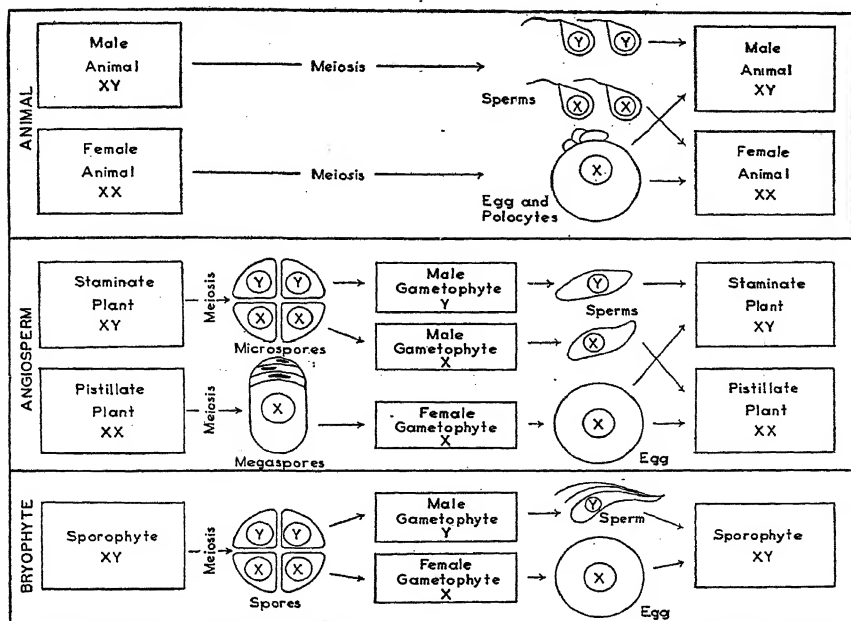 ANIMAL
Male
Animal
XY
Meiosis
Y Y
Sperms
X X
Male
Animal
XY
Female
Animal
XX
Meiosis
X
Egg and
Polocytes
Female
Animal
XX
ANGIOSPERM
Staminate
Plant
XY
Meiosis
Y Y
X X
Microspores
Male
Gametophyte
Y
Male
Gametophyte
X
Y
Sperms
X
Staminate
Plant
XY
Pistillate
Plant
XX
Meiosis
X
Megaspores
Female
Gametophyte
X
X
Egg
Pistillate
Plant
XX
BRYOPHYTE
Sporophyte
XY
Meiosis
Y Y
X X
Spores
Male
Gametophyte
Y
Female
Gametophyte
X
Y
Sperm
X
Egg
Sporophyte
XY